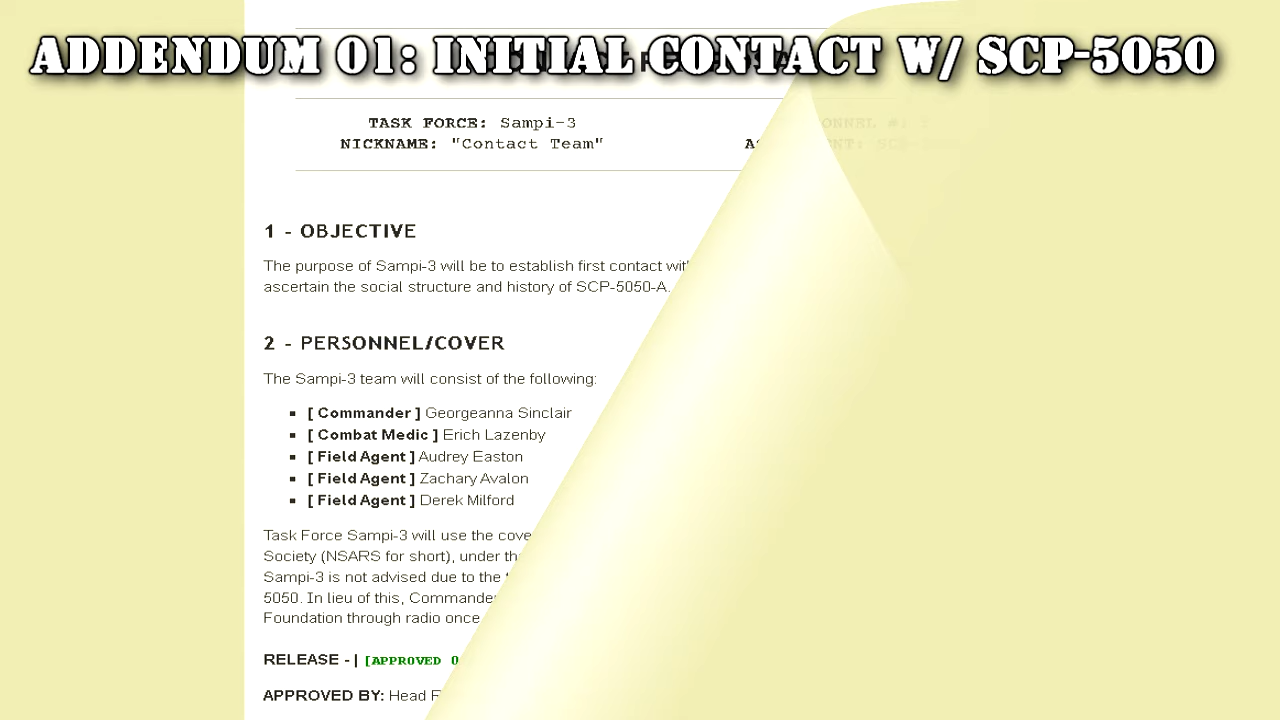 ADDENDUM 01: INITIAL CONTACT W/ SCP-5050
TASK FORCE: Sampi-3
NICKNAME: "Contact Team"
1 - OBJECTIVE
The purpose of Sampi-3 will be to establish first contact with
ascertain the social structure and history of SCP-5050-A.
2 - PERSONNEL/COVER
The Sampi-3 team will consist of the following:
[ Commander ] Georgeanna Sinclair
[ Combat Medic ] Erich Lazenby
[ Field Agent ] Audrey Easton
[ Field Agent ] Zachary Avalon
[ Field Agent ] Derek Milford
Task Force Sampi-3 will use the
Society (NSARS for short), under
Sampi-3 is not advised due to the
5050. In lieu of this, Commander
Foundation through radio once
RELEASE - | [APPROVED
APPROVED BY: Head